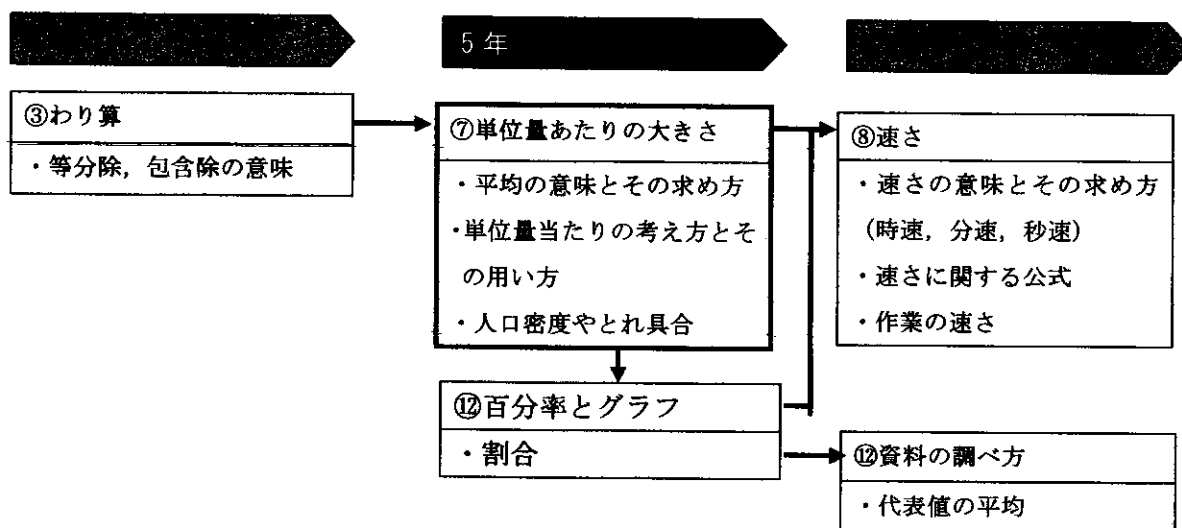 5年
③わり算
・等分除，包含除の意味
⑦単位量あたりの大きさ
・平均の意味とその求め方
・単位量当たりの考え方とそ
の用い方
・人口密度やとれ具合
⑫百分率とグラフ
・割合
⑧速さ
・速さの意味とその求め方
(時速，分速，秒速)
・速さに関する公式
・作業の速さ
⑫資料の調べ方
・代表値の平均